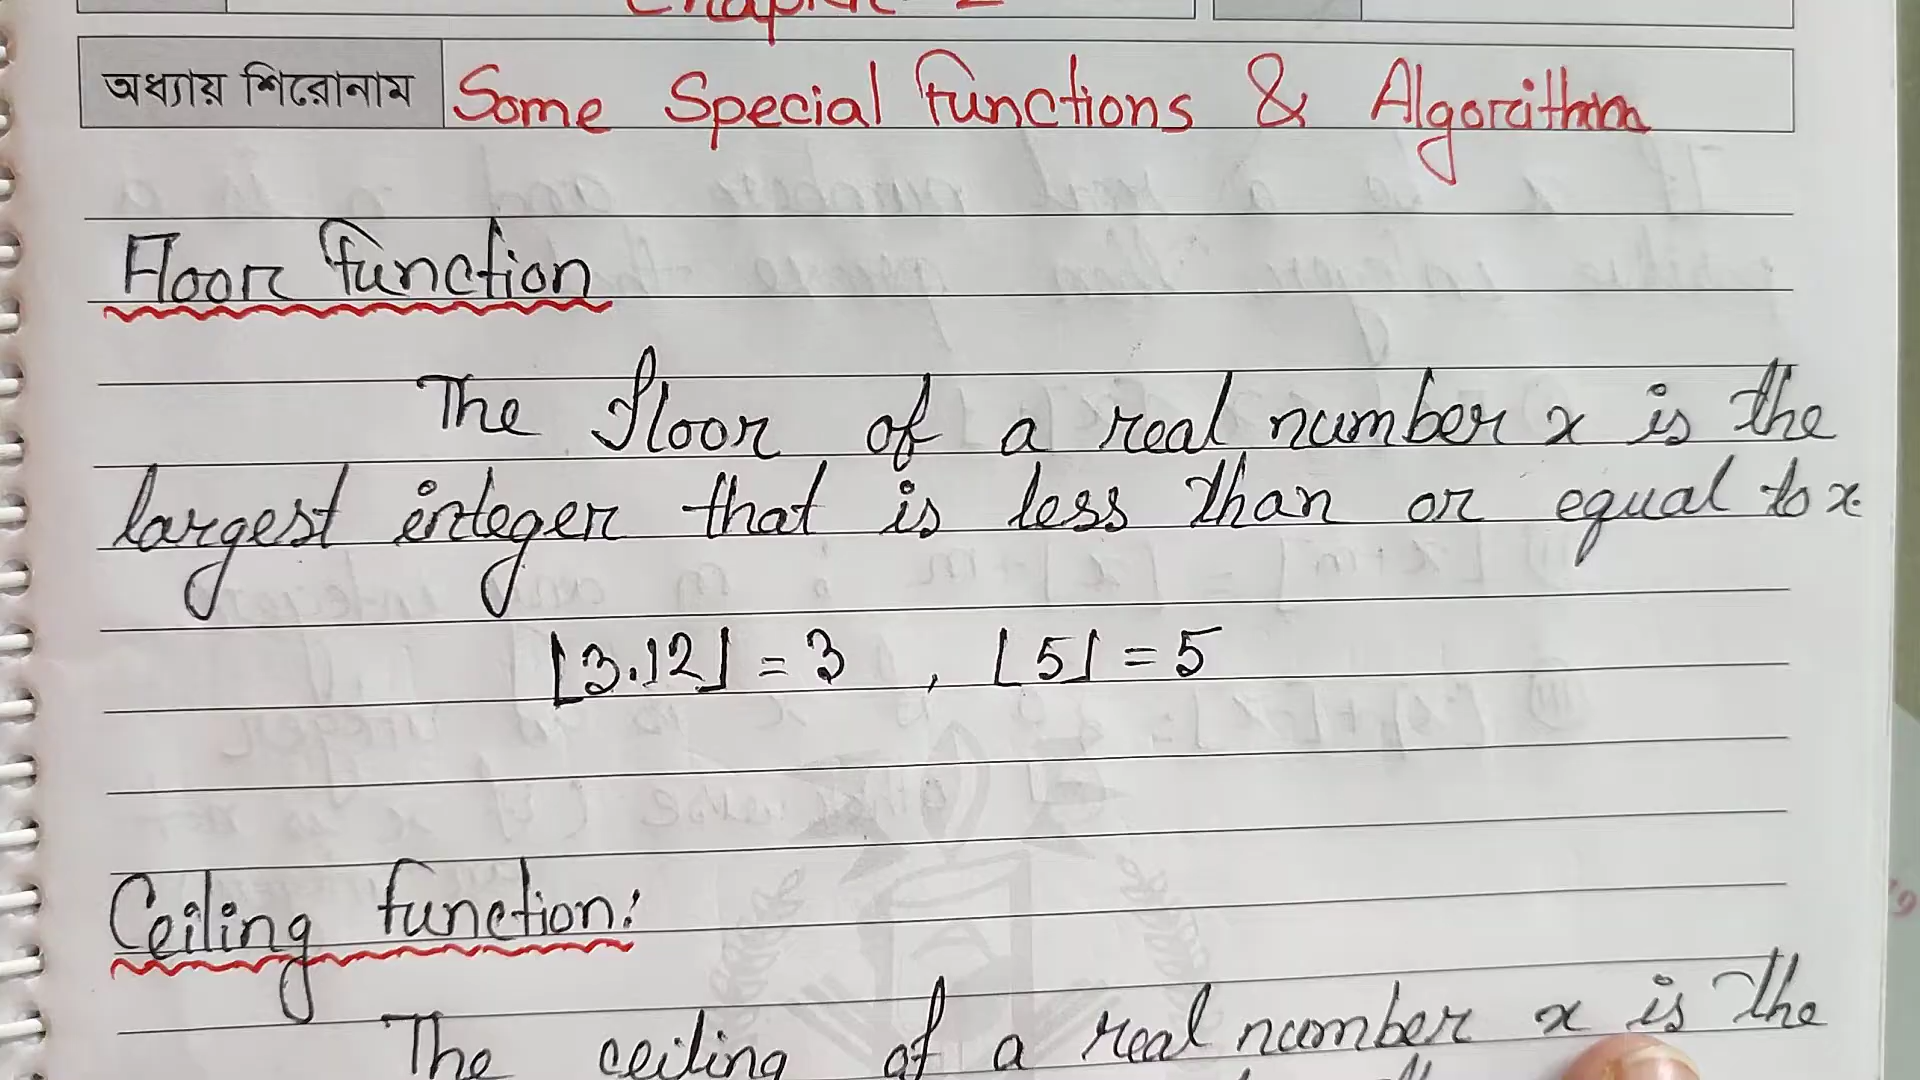 অধ্যায় শিরোনাম Some Special Functions & Algorithm
Floor function
The floor of a real number x is the
largest integer that is less than or equal to x.
⌊3.12⌋ = 3 , ⌊5⌋ = 5
Ceiling function:
The ceiling of a real number x is the